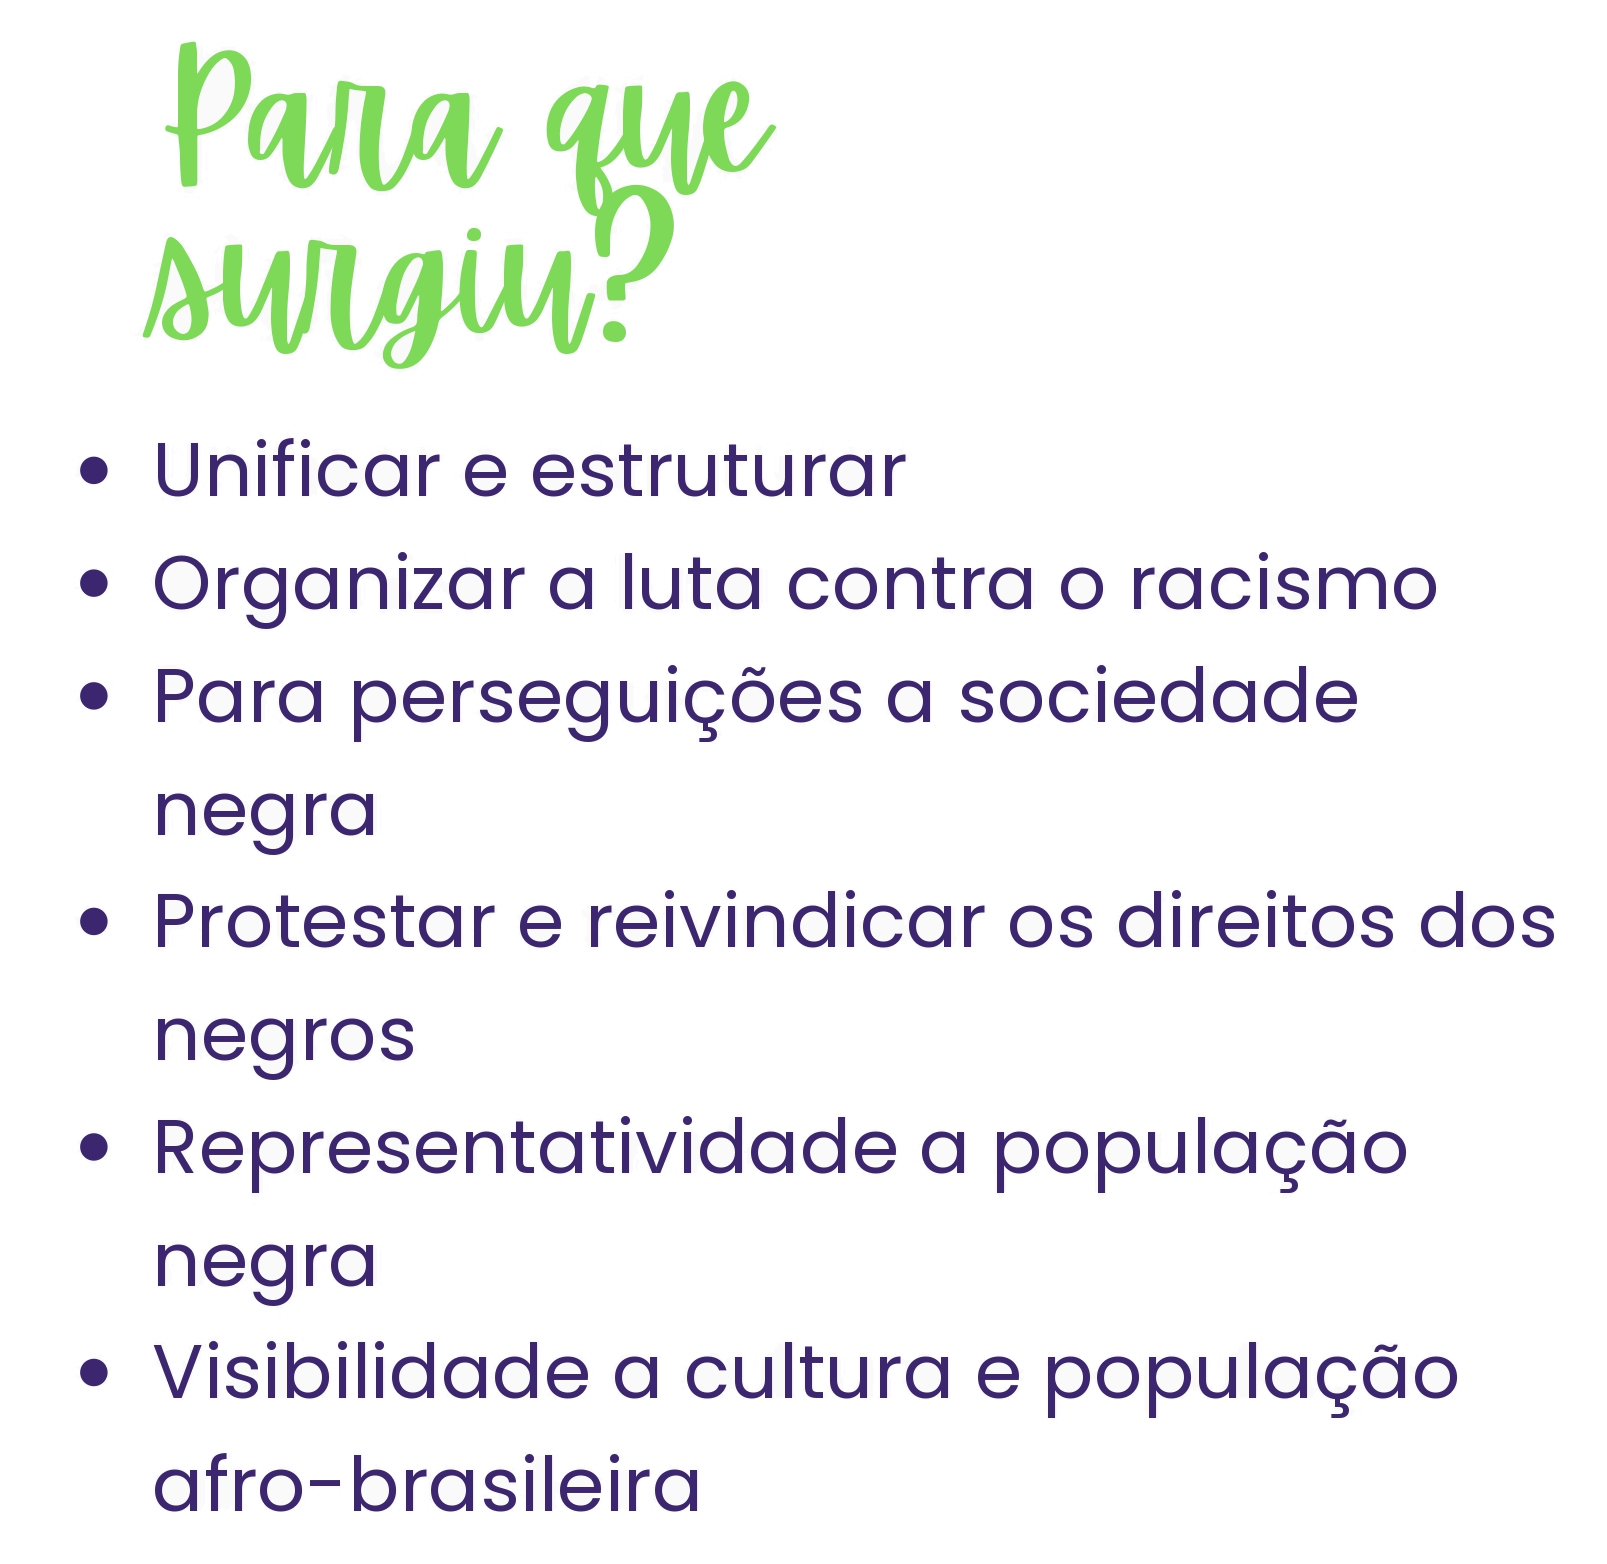 Para que
surgiu?
• Unificar e estruturar
• Organizar a luta contra o racismo
• Para perseguições a sociedade
negra
• Protestar e reivindicar os direitos dos
negros
• Representatividade a população
negra
• Visibilidade a cultura e população
afro-brasileira